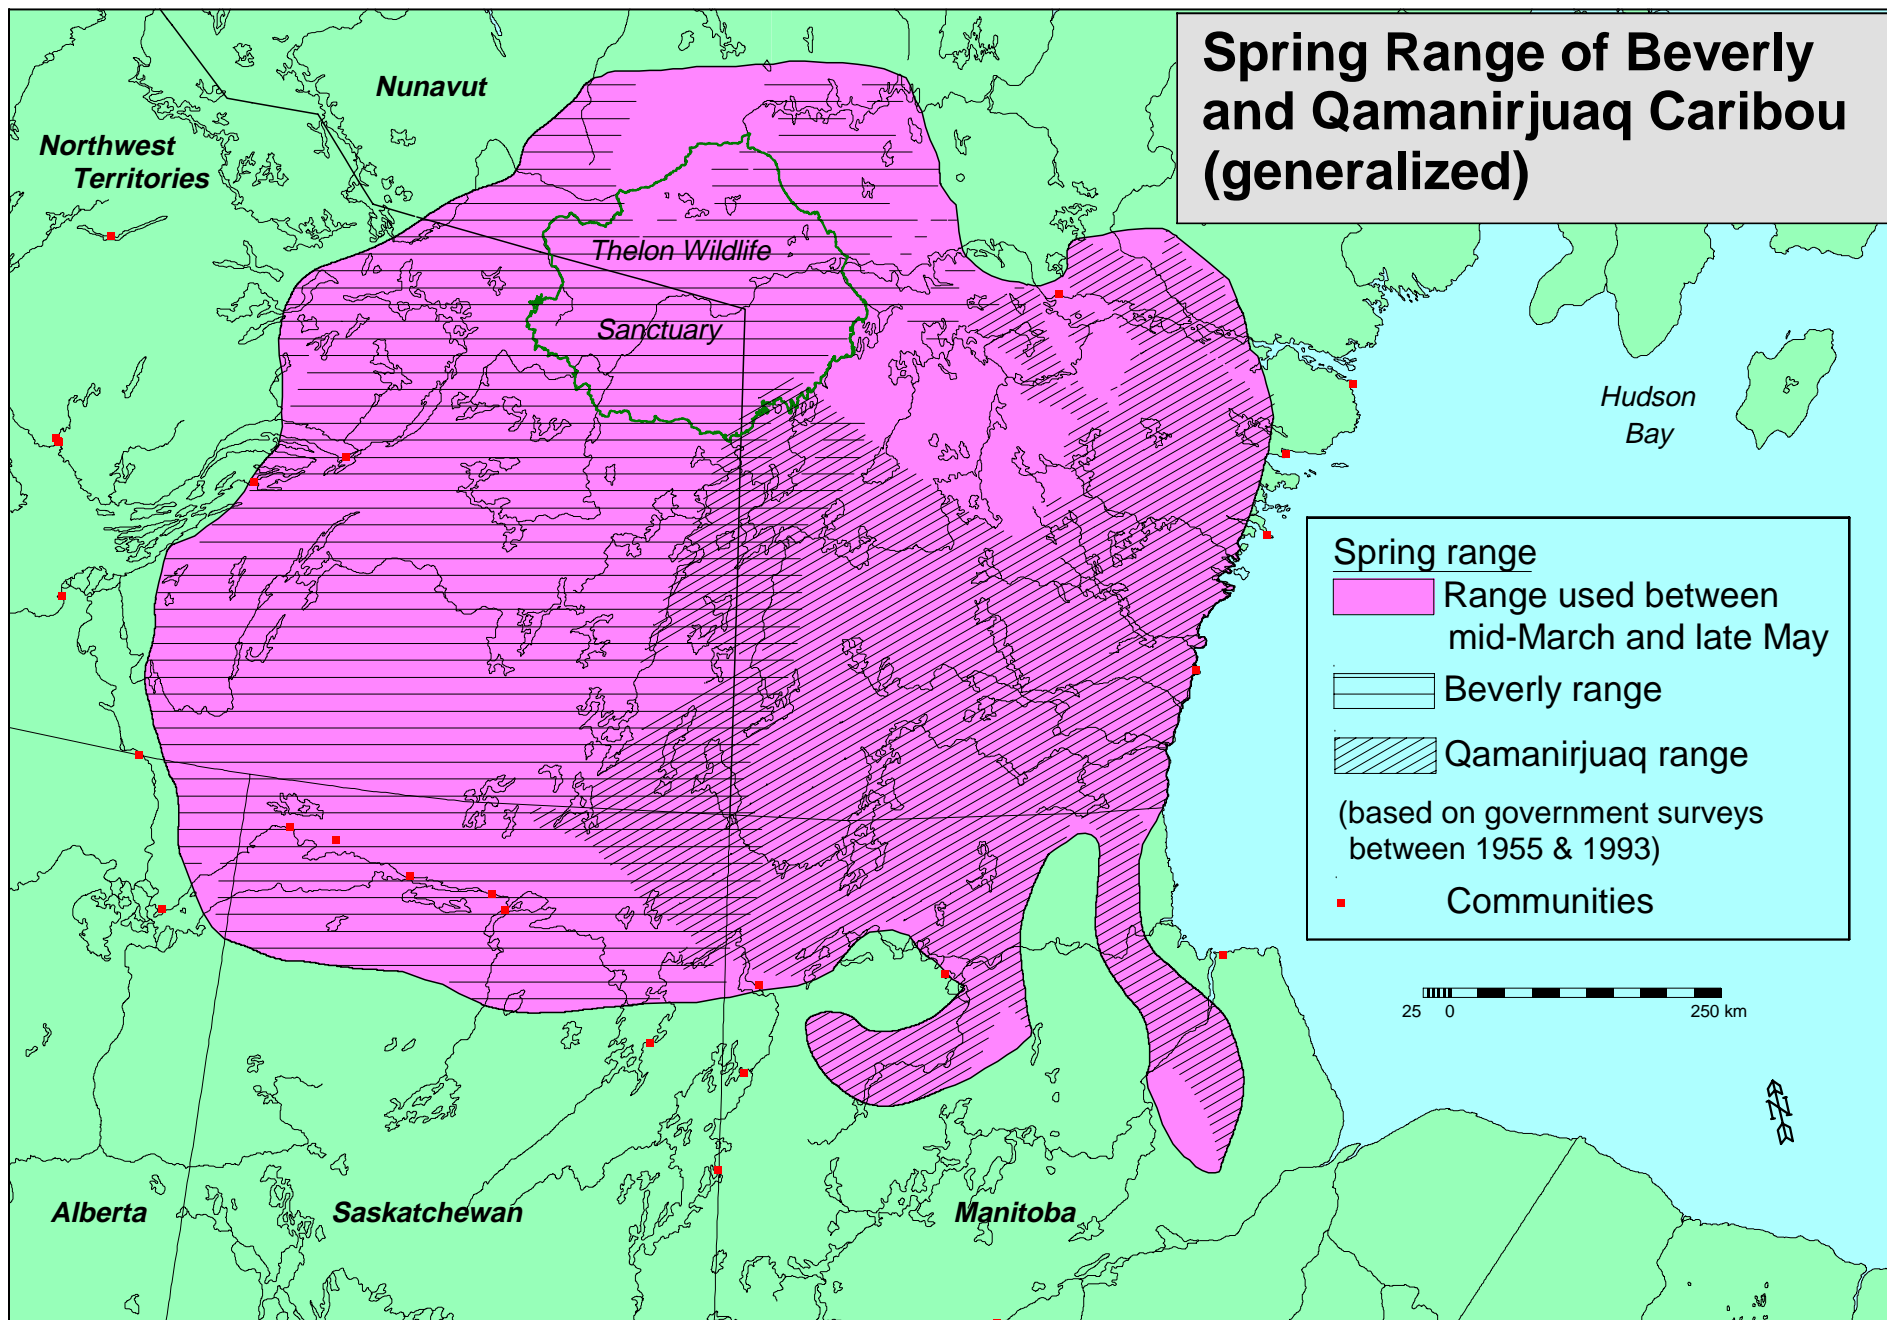 Spring Range of Beverly
and Qamanirjuaq Caribou
(generalized)
Nunavut
Northwest
Territories
Thelon Wildlife
Sanctuary
Hudson
Bay
Spring range
Range used between
mid-March and late May
Beverly range
Qamanirjuaq range
(based on government surveys
between 1955 & 1993)
Communities
25 0 250 km
N
Alberta
Saskatchewan
Manitoba